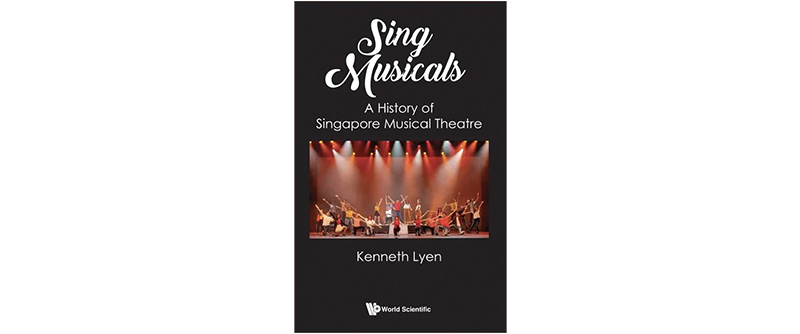 Sing
Musicals
A History of
Singapore Musical Theatre
Kenneth Lyen
World Scientific